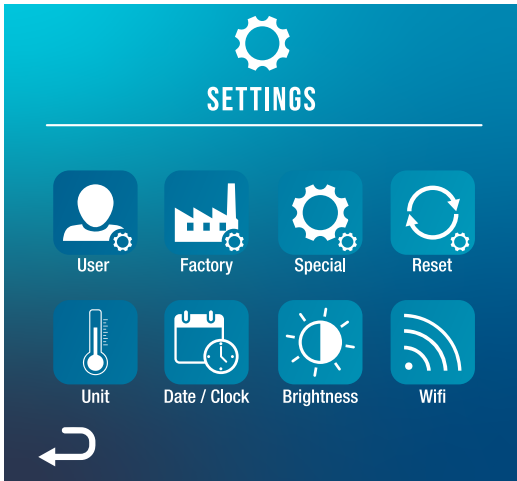 SETTINGS
User Factory Special Reset
Unit Date / Clock Brightness Wifi